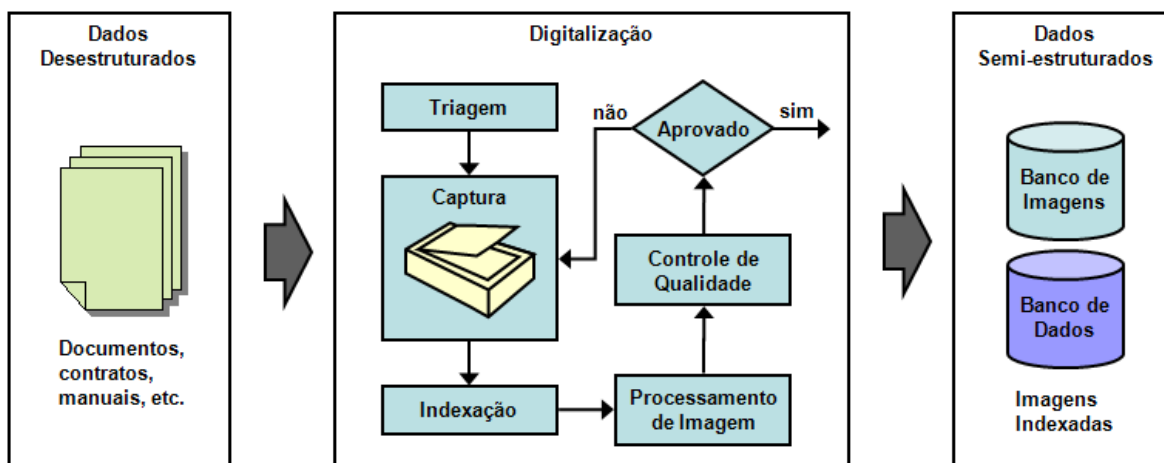 Dados
Desestruturados
Documentos,
contratos,
manuais, etc.
Digitalização
Triagem
Captura
Indexação
Processamento
de Imagem
Controle de
Qualidade
Aprovado
não
sim
Dados
Semi-estruturados
Banco de
Imagens
Banco de
Dados
Imagens
Indexadas